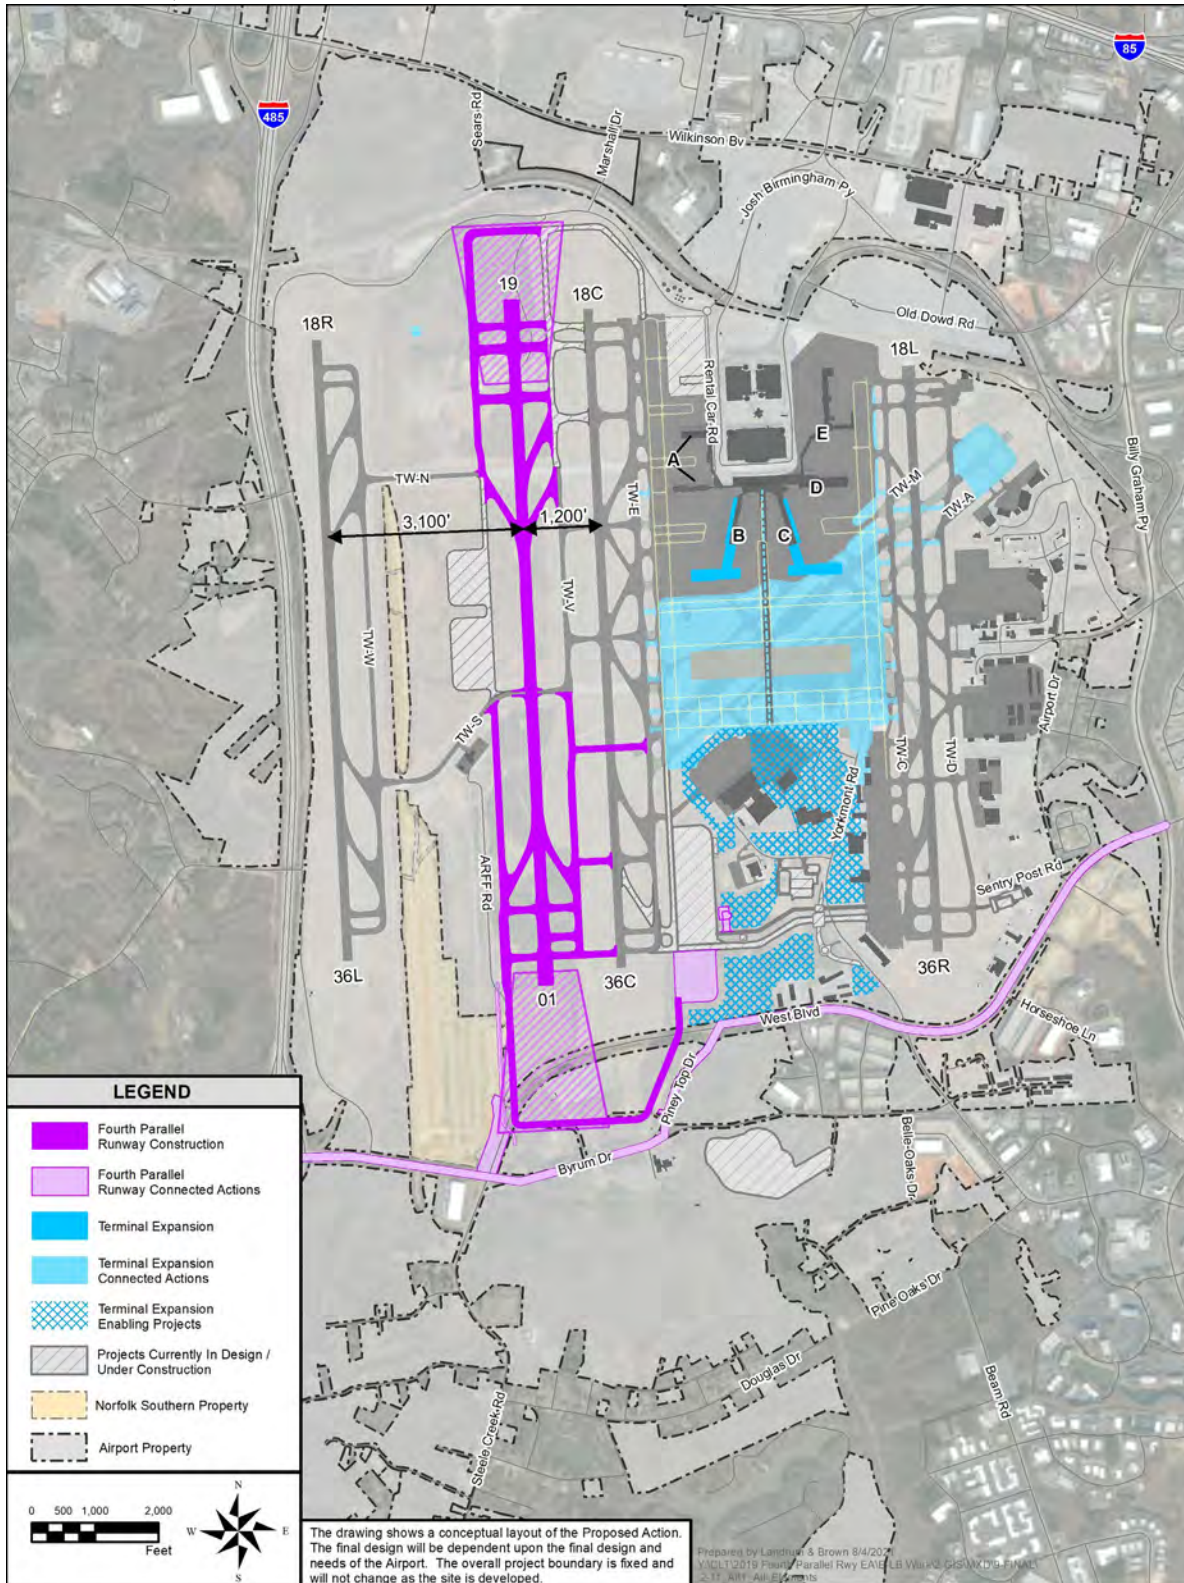 85
485
Sears Rd
Marshall Dr
Wilkinson Bv
Josh Birmingham Py
Old Dowd Rd
19
18C
18R
18L
Rental Car Rd
E
A
D
TW-N
TW-E
TW-M
TW-A
Billy Graham Py
3,100'
1,200'
B
C
TW-V
TW-W
TW-S
Airport Dr
TW-C
TW-D
Yorkmont Rd
ARFF Rd
Sentry Post Rd
36L
01
36C
36R
West Blvd
Horseshoe Ln
Piney Top Dr
Byrum Dr
Belle Oaks Dr
Pine Oaks Dr
Douglas Dr
Beam Rd
Steele Creek Rd
LEGEND
Fourth Parallel
Runway Construction
Fourth Parallel
Runway Connected Actions
Terminal Expansion
Terminal Expansion
Connected Actions
Terminal Expansion
Enabling Projects
Projects Currently In Design /
Under Construction
Norfolk Southern Property
Airport Property
0 500 1,000 2,000
Feet
N
W E
S
The drawing shows a conceptual layout of the Proposed Action.
The final design will be dependent upon the final design and
needs of the Airport. The overall project boundary is fixed and
will not change as the site is developed.
Prepared by Landrum & Brown 8/4/2021